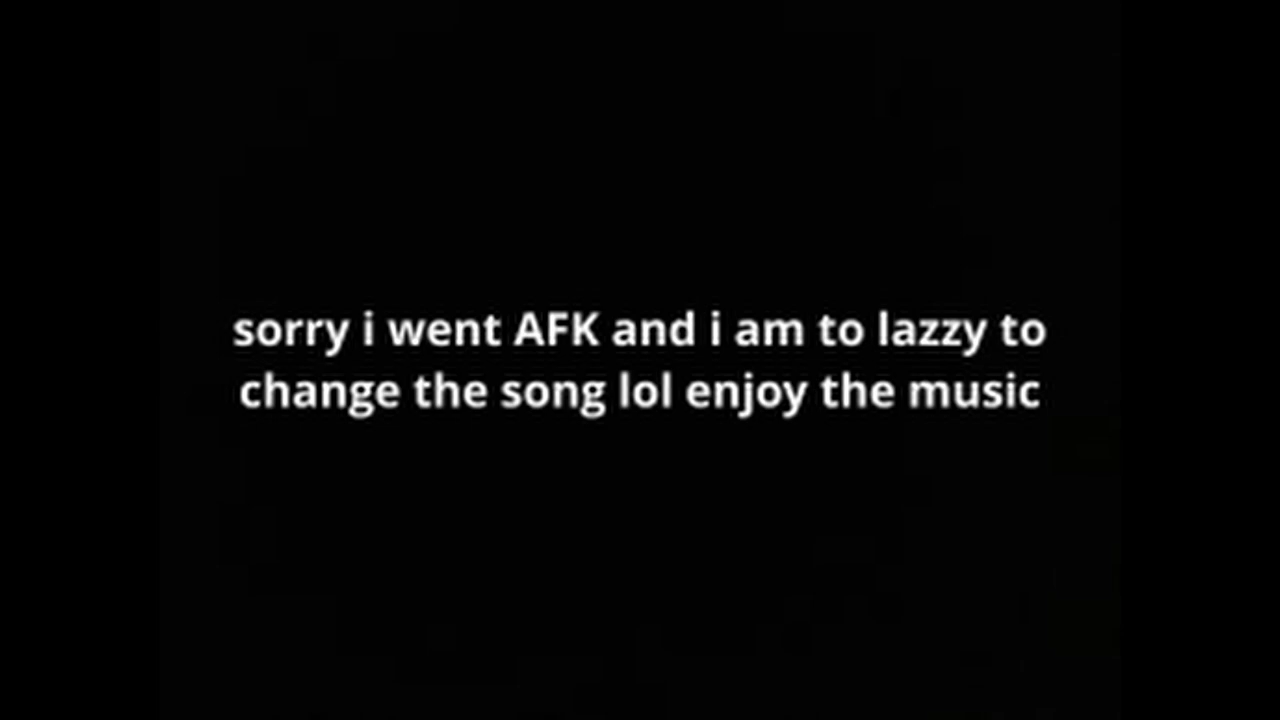 sorry i went AFK and i am to lazzy to
change the song lol enjoy the music